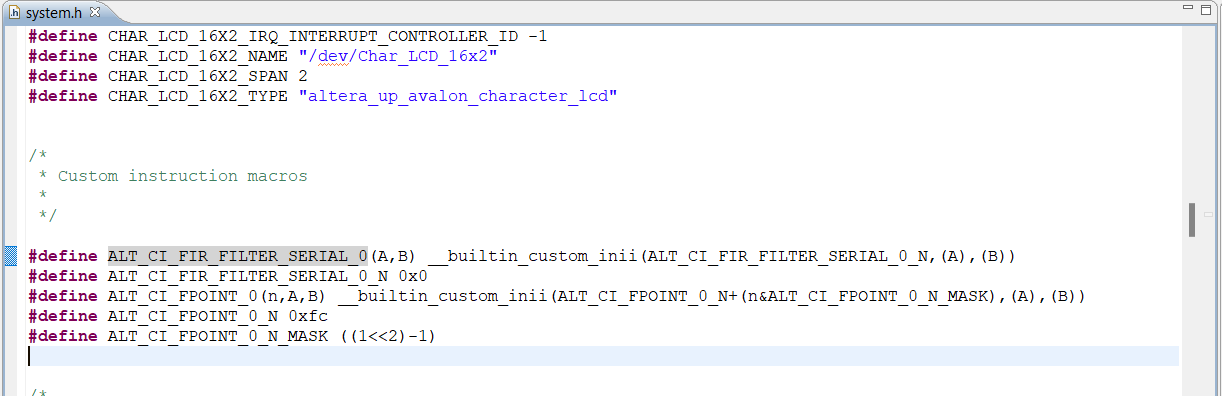 .h system.h
#define CHAR_LCD_16X2_IRQ_INTERRUPT_CONTROLLER_ID -1
#define CHAR_LCD_16X2_NAME "/dev/Char_LCD_16x2"
#define CHAR_LCD_16X2_SPAN 2
#define CHAR_LCD_16X2_TYPE "altera_up_avalon_character_lcd"
/*
* Custom instruction macros
*
*/
#define ALT_CI_FIR_FILTER_SERIAL_0(A,B) __builtin_custom_inii(ALT_CI_FIR_FILTER_SERIAL_0_N,(A),(B))
#define ALT_CI_FIR_FILTER_SERIAL_0_N 0x0
#define ALT_CI_FPOINT_0(n,A,B) __builtin_custom_inii(ALT_CI_FPOINT_0_N+(n&ALT_CI_FPOINT_0_N_MASK),(A),(B))
#define ALT_CI_FPOINT_0_N 0xfc
#define ALT_CI_FPOINT_0_N_MASK ((1<<2)-1)
/*